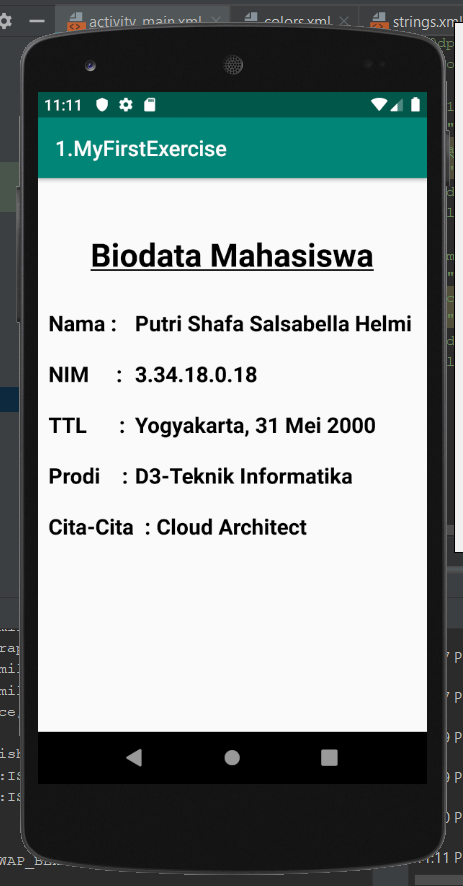 activity_main.xml
colors.xml
strings.xml
11:11
1.MyFirstExercise
Biodata Mahasiswa
Nama : Putri Shafa Salsabella Helmi
NIM : 3.34.18.0.18
TTL : Yogyakarta, 31 Mei 2000
Prodi : D3-Teknik Informatika
Cita-Cita : Cloud Architect